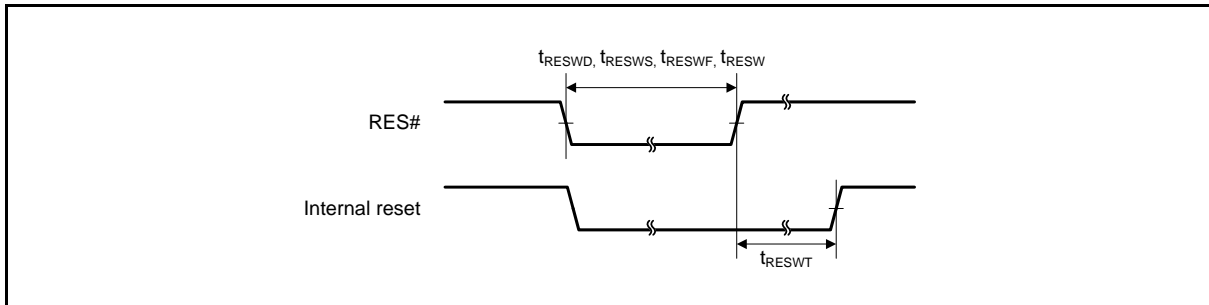 tRESWD, tRESWS, tRESWF, tRESW
RES#
Internal reset
tRESWT